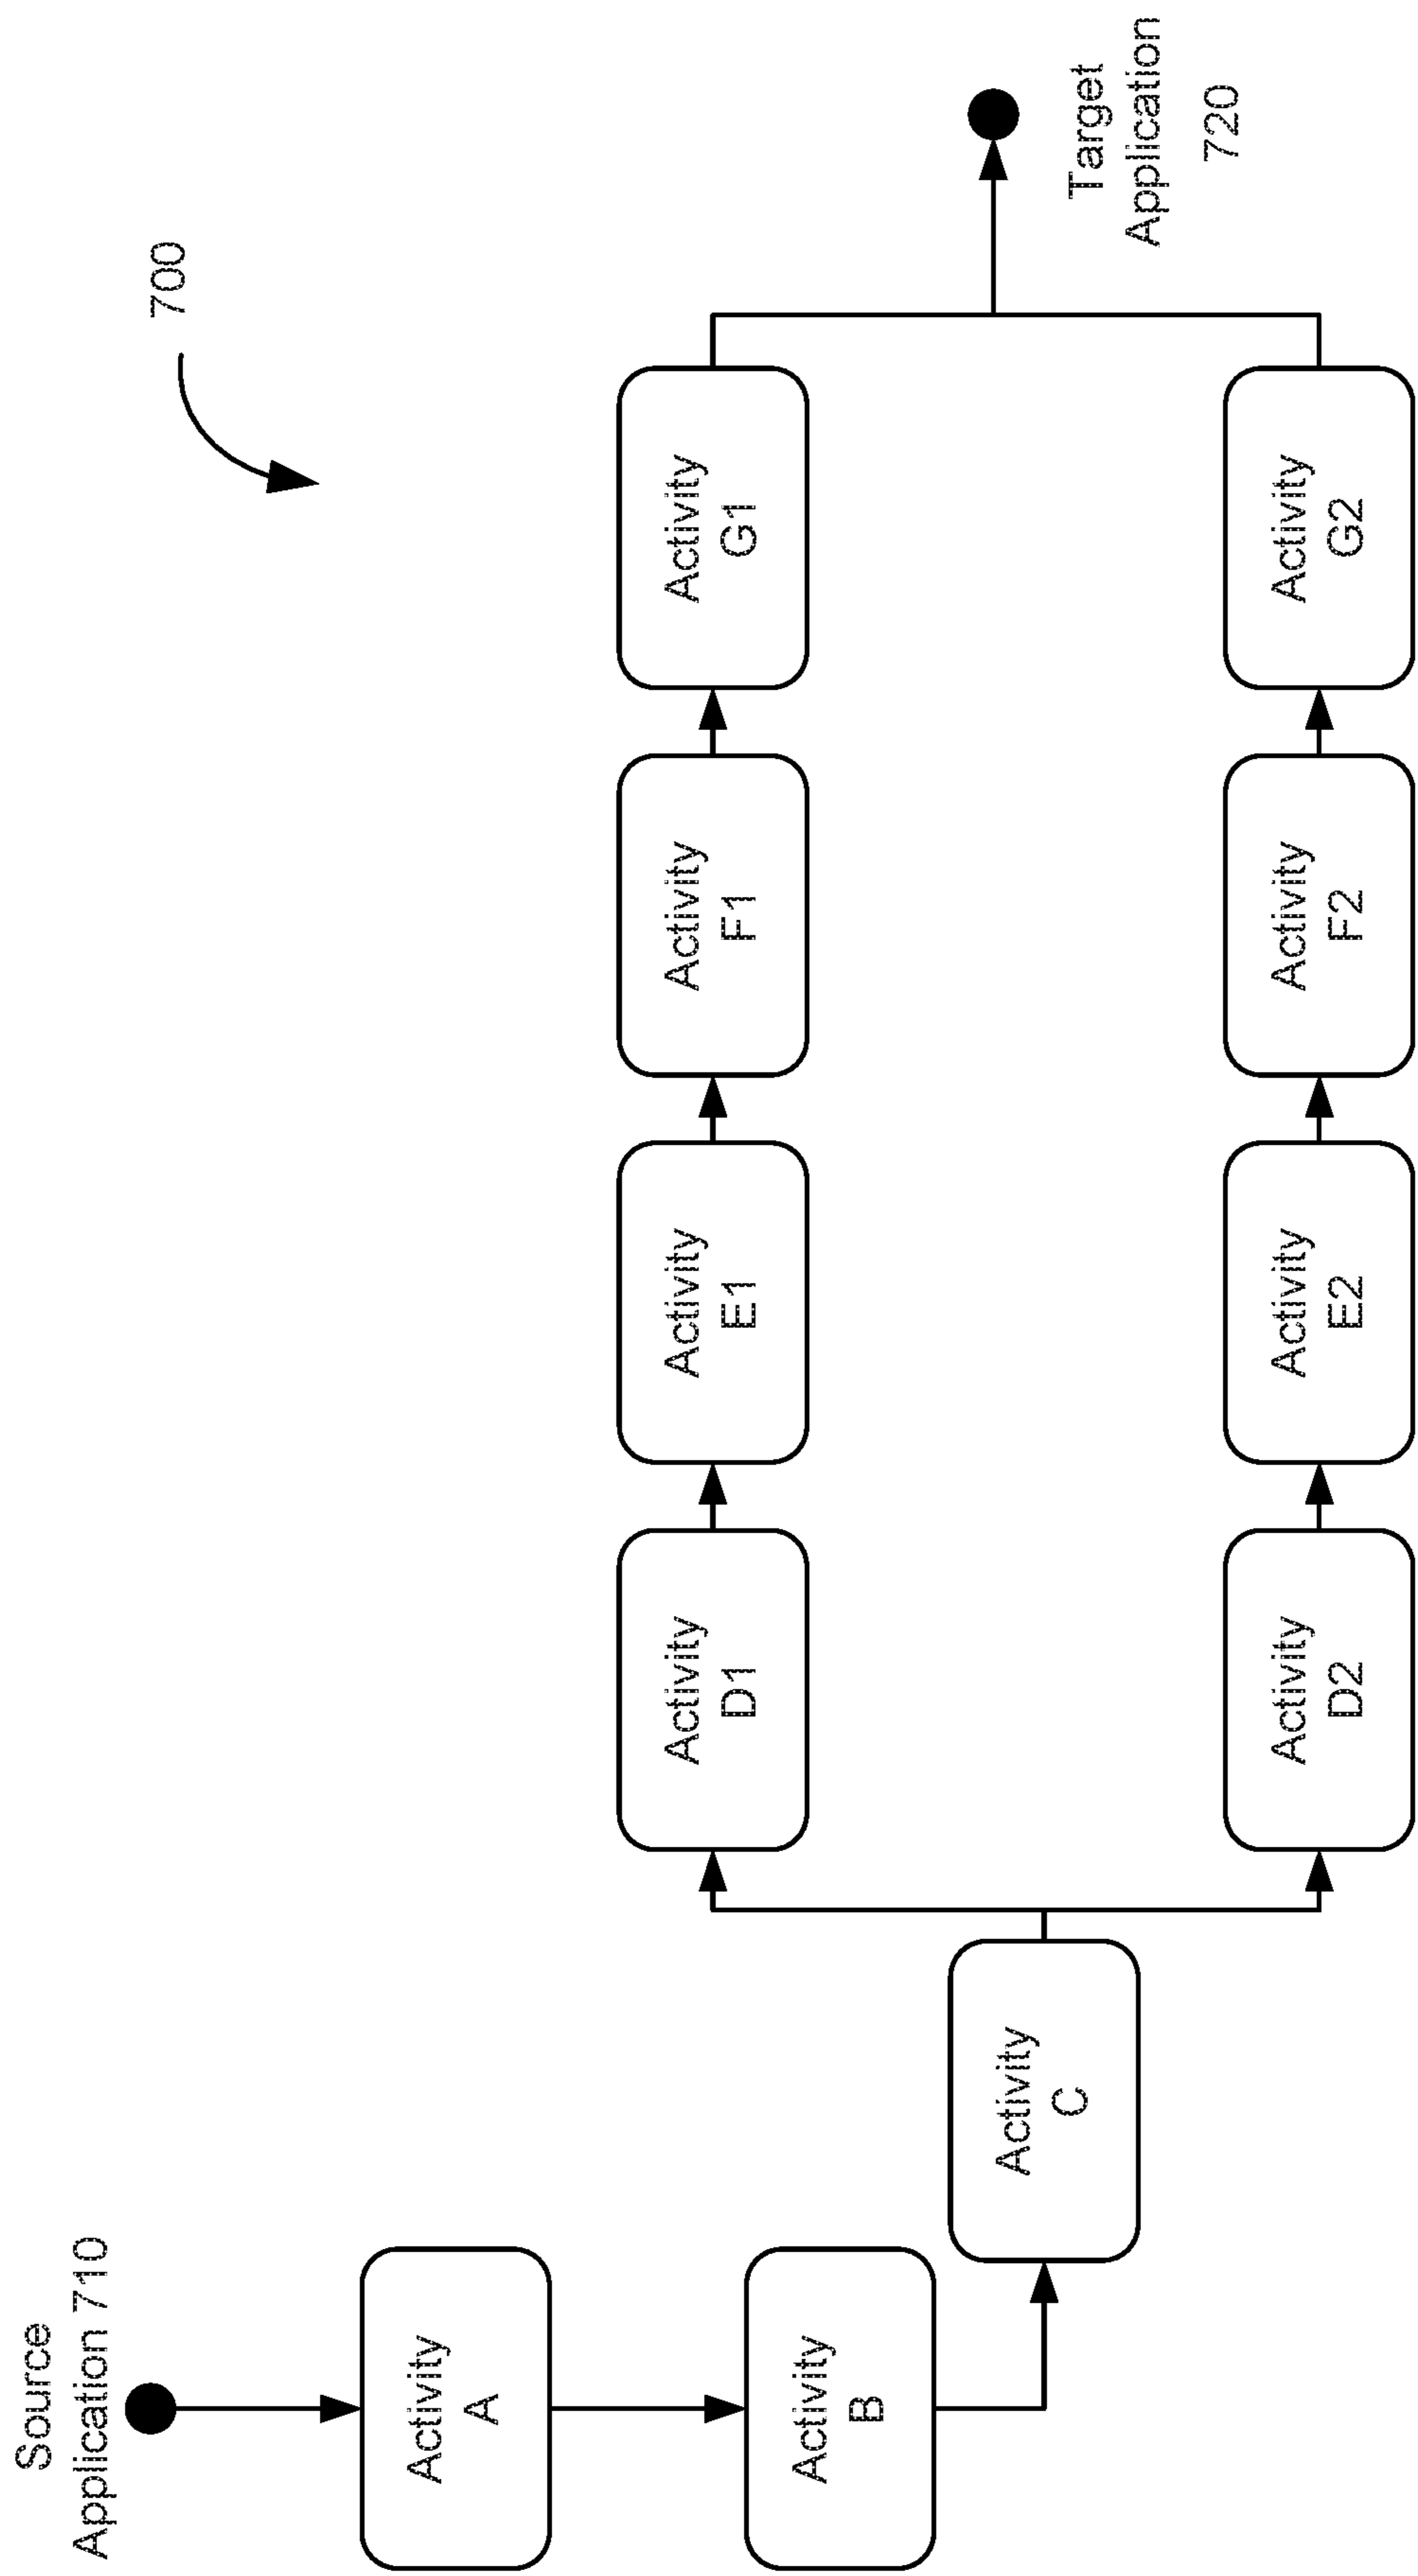 700
Source
Application 710
Activity
A
Activity
B
Activity
C
Activity
D1
Activity
E1
Activity
F1
Activity
G1
Activity
D2
Activity
E2
Activity
F2
Activity
G2
Target
Application
720